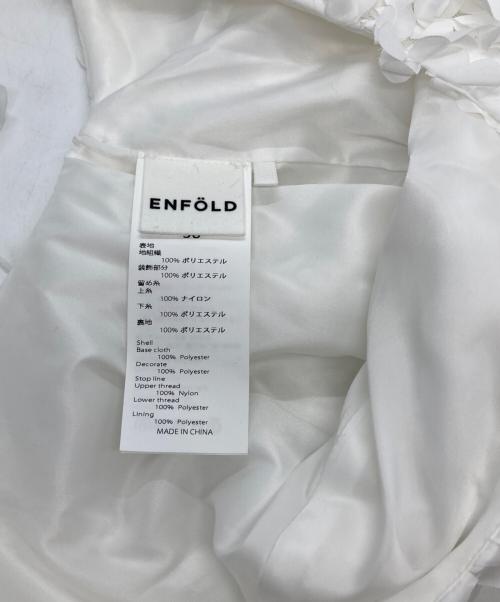 ENFÖLD
表地
地組織
100% ポリエステル
装飾部分
100% ポリエステル
留め糸
上糸
100% ナイロン
下糸
100% ポリエステル
裏地
100% ポリエステル
Shell
Base cloth
100% Polyester
Decorate
100% Polyester
Stop line
Upper thread
100% Nylon
Lower thread
100% Polyester
Lining
100% Polyester
MADE IN CHINA